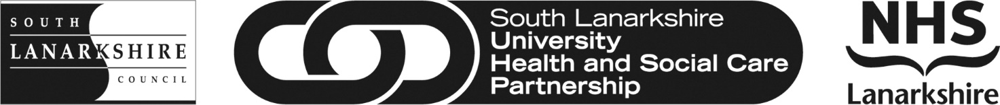 SOUTH
LANARKSHIRE
COUNCIL
South Lanarkshire
University
Health and Social Care
Partnership
NHS
Lanarkshire